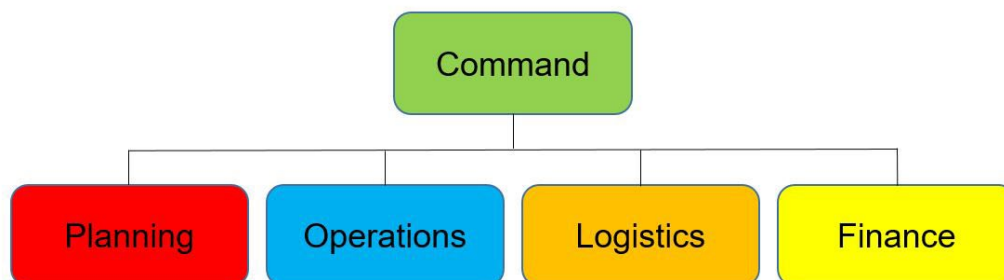 Command
Planning
Operations
Logistics
Finance